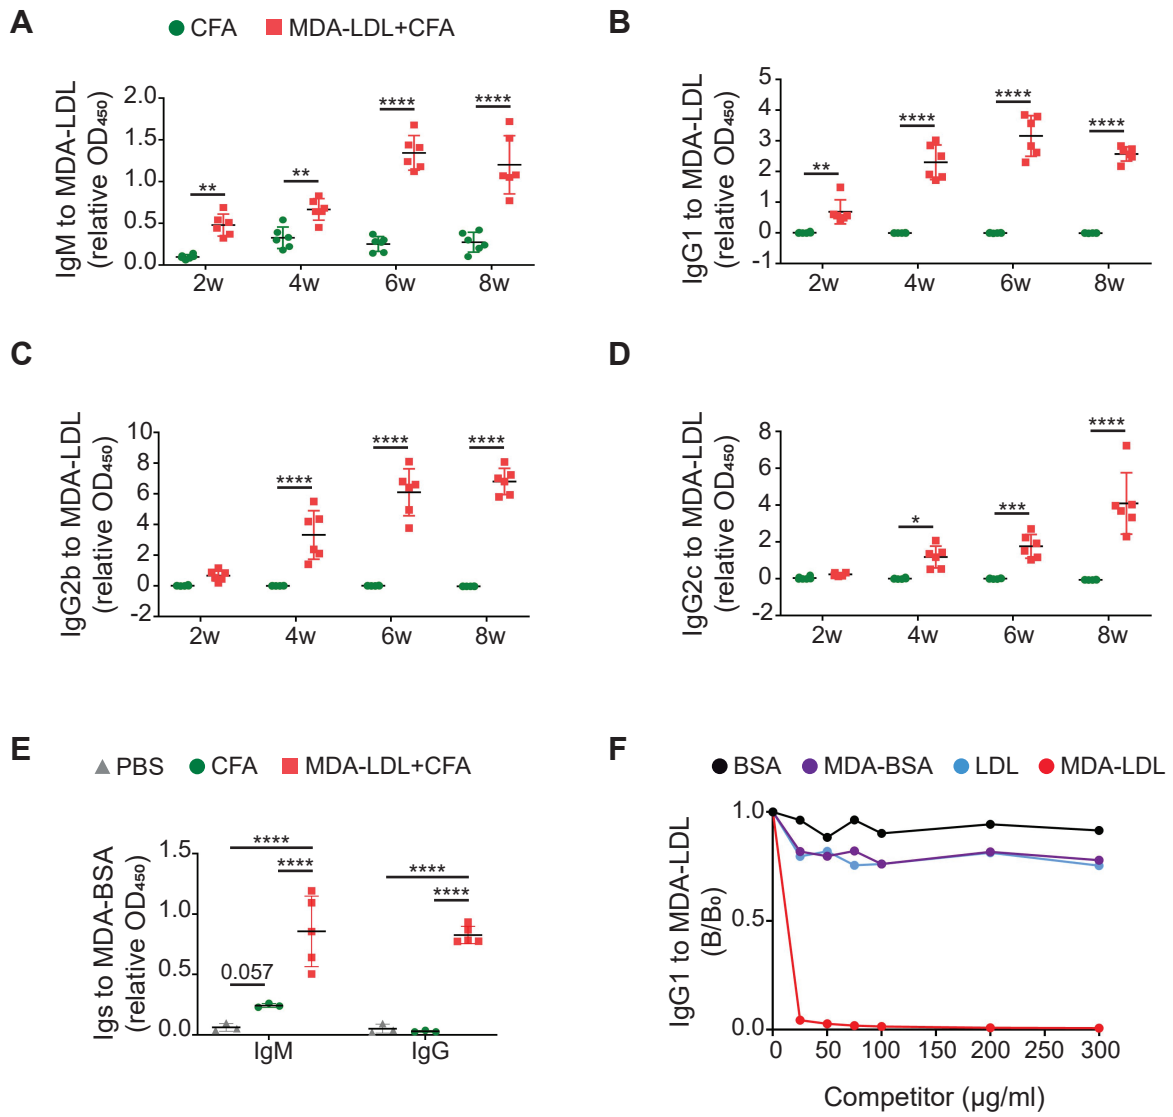 A
CFA MDA-LDL+CFA
IgM to MDA-LDL
(relative OD₄₅₀)
2.0
1.5
1.0
0.5
0.0
** ** **** ****
2w 4w 6w 8w
B
IgG1 to MDA-LDL
(relative OD₄₅₀)
5
4
3
2
1
0
-1
** **** **** ****
2w 4w 6w 8w
C
IgG2b to MDA-LDL
(relative OD₄₅₀)
10
8
6
4
2
0
-2
**** **** ****
2w 4w 6w 8w
D
IgG2c to MDA-LDL
(relative OD₄₅₀)
8
6
4
2
0
-2
* *** ****
2w 4w 6w 8w
E
PBS CFA MDA-LDL+CFA
Igs to MDA-BSA
(relative OD₄₅₀)
1.5
1.0
0.5
0.0
****
****
0.057
****
****
IgM IgG
F
BSA MDA-BSA LDL MDA-LDL
IgG1 to MDA-LDL
(B/B₀)
1.0
0.5
0.0
0 50 100 150 200 250 300
Competitor (µg/ml)